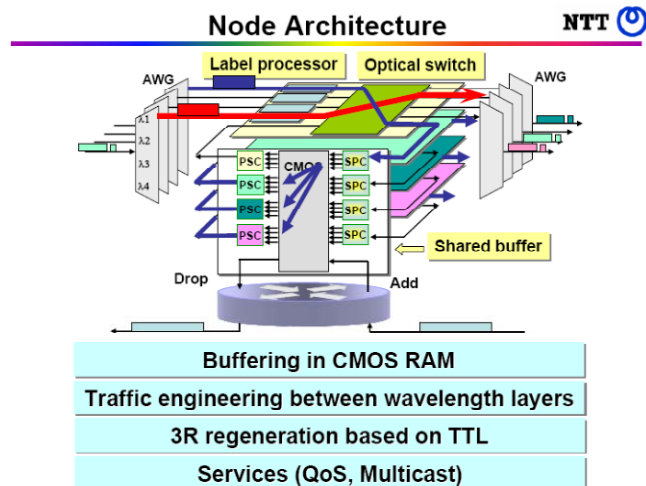 Node Architecture
NTT
Label processor
Optical switch
AWG
AWG
λ1
λ2
λ3
λ4
PSC
CMOS
SPC
PSC
SPC
PSC
SPC
PSC
SPC
Shared buffer
Drop
Add
Buffering in CMOS RAM
Traffic engineering between wavelength layers
3R regeneration based on TTL
Services (QoS, Multicast)